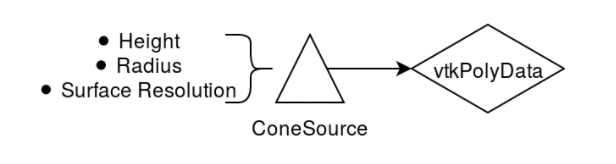 ● Height
● Radius
● Surface Resolution
ConeSource
vtkPolyData